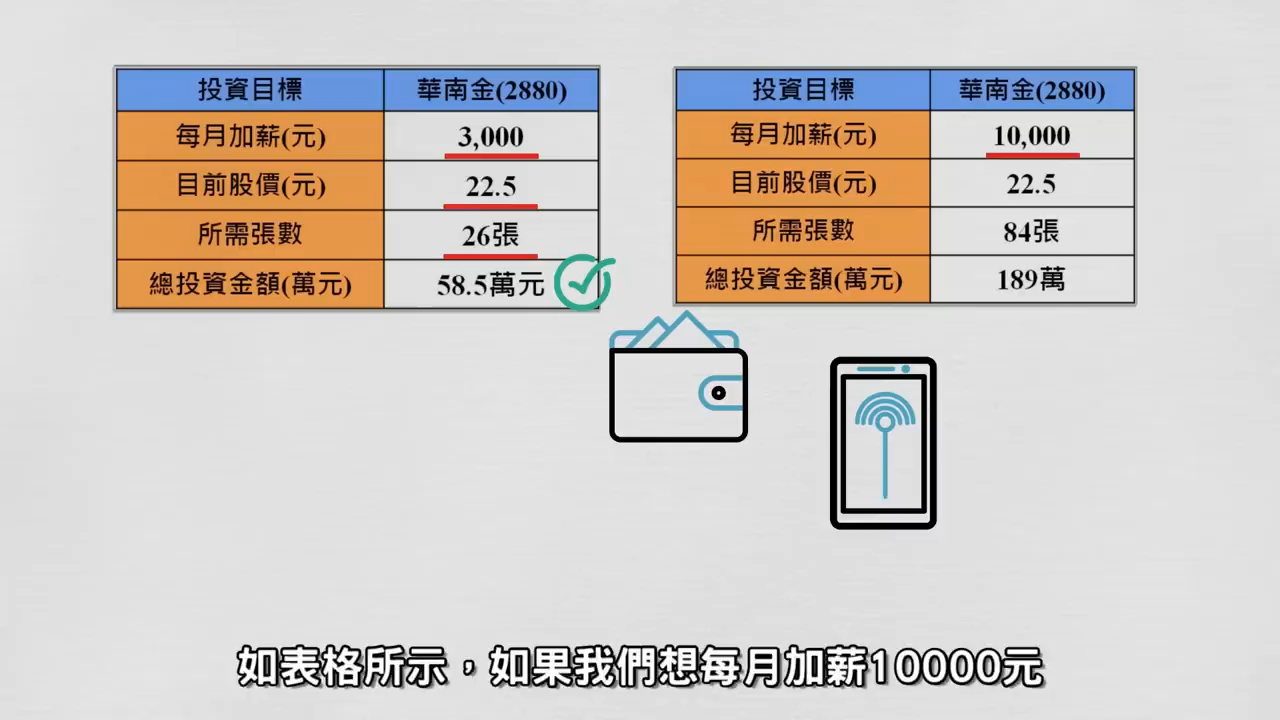 投資目標 華南金(2880)
每月加薪(元) 3,000
目前股價(元) 22.5
所需張數 26張
總投資金額(萬元) 58.5萬元
投資目標 華南金(2880)
每月加薪(元) 10,000
目前股價(元) 22.5
所需張數 84張
總投資金額(萬元) 189萬
如表格所示，如果我們想每月加薪10000元